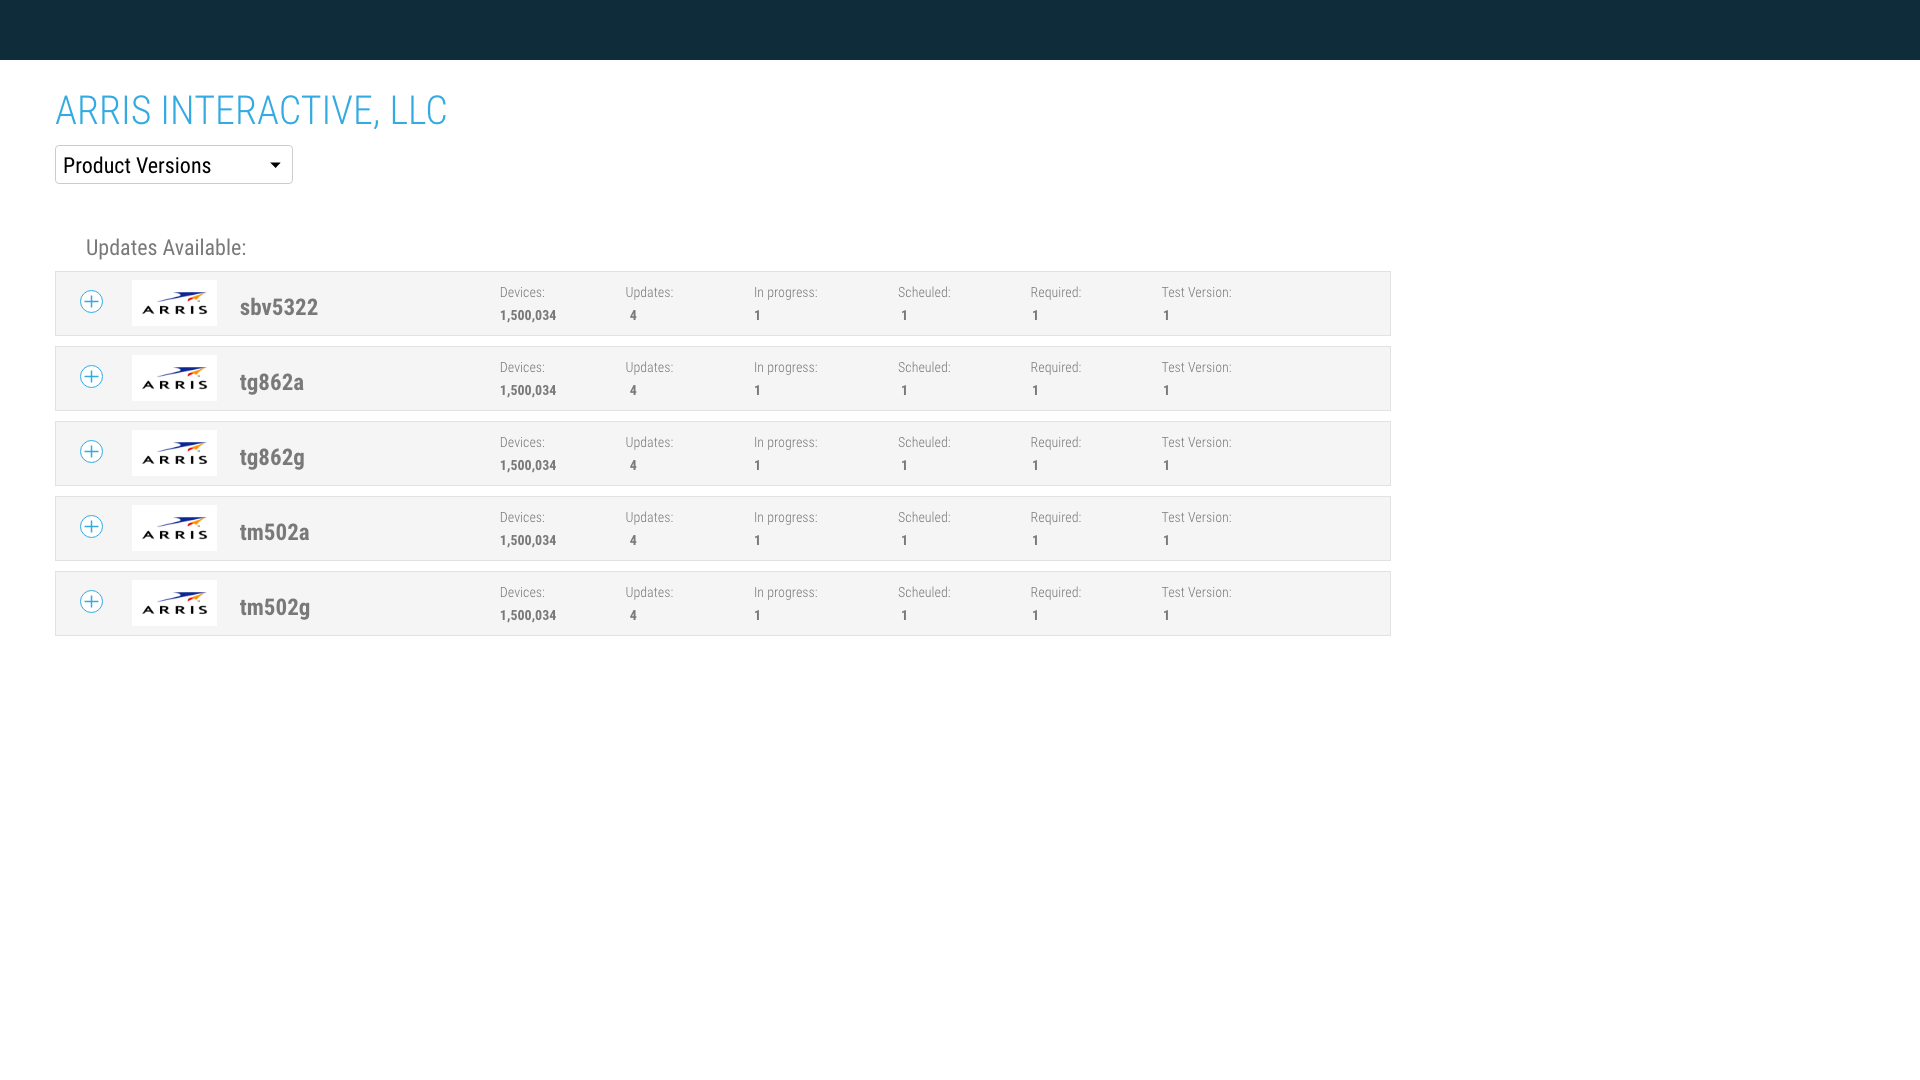 ARRIS INTERACTIVE, LLC
Product Versions
Updates Available:
ARRIS sbv5322 Devices: Updates: In progress: Scheuled: Required: Test Version:
1,500,034 4 1 1 1 1
ARRIS tg862a Devices: Updates: In progress: Scheuled: Required: Test Version:
1,500,034 4 1 1 1 1
ARRIS tg862g Devices: Updates: In progress: Scheuled: Required: Test Version:
1,500,034 4 1 1 1 1
ARRIS tm502a Devices: Updates: In progress: Scheuled: Required: Test Version:
1,500,034 4 1 1 1 1
ARRIS tm502g Devices: Updates: In progress: Scheuled: Required: Test Version:
1,500,034 4 1 1 1 1